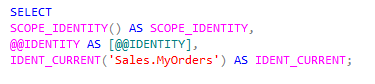 SELECT
SCOPE_IDENTITY() AS SCOPE_IDENTITY,
@@IDENTITY AS [@@IDENTITY],
IDENT_CURRENT('Sales.MyOrders') AS IDENT_CURRENT;